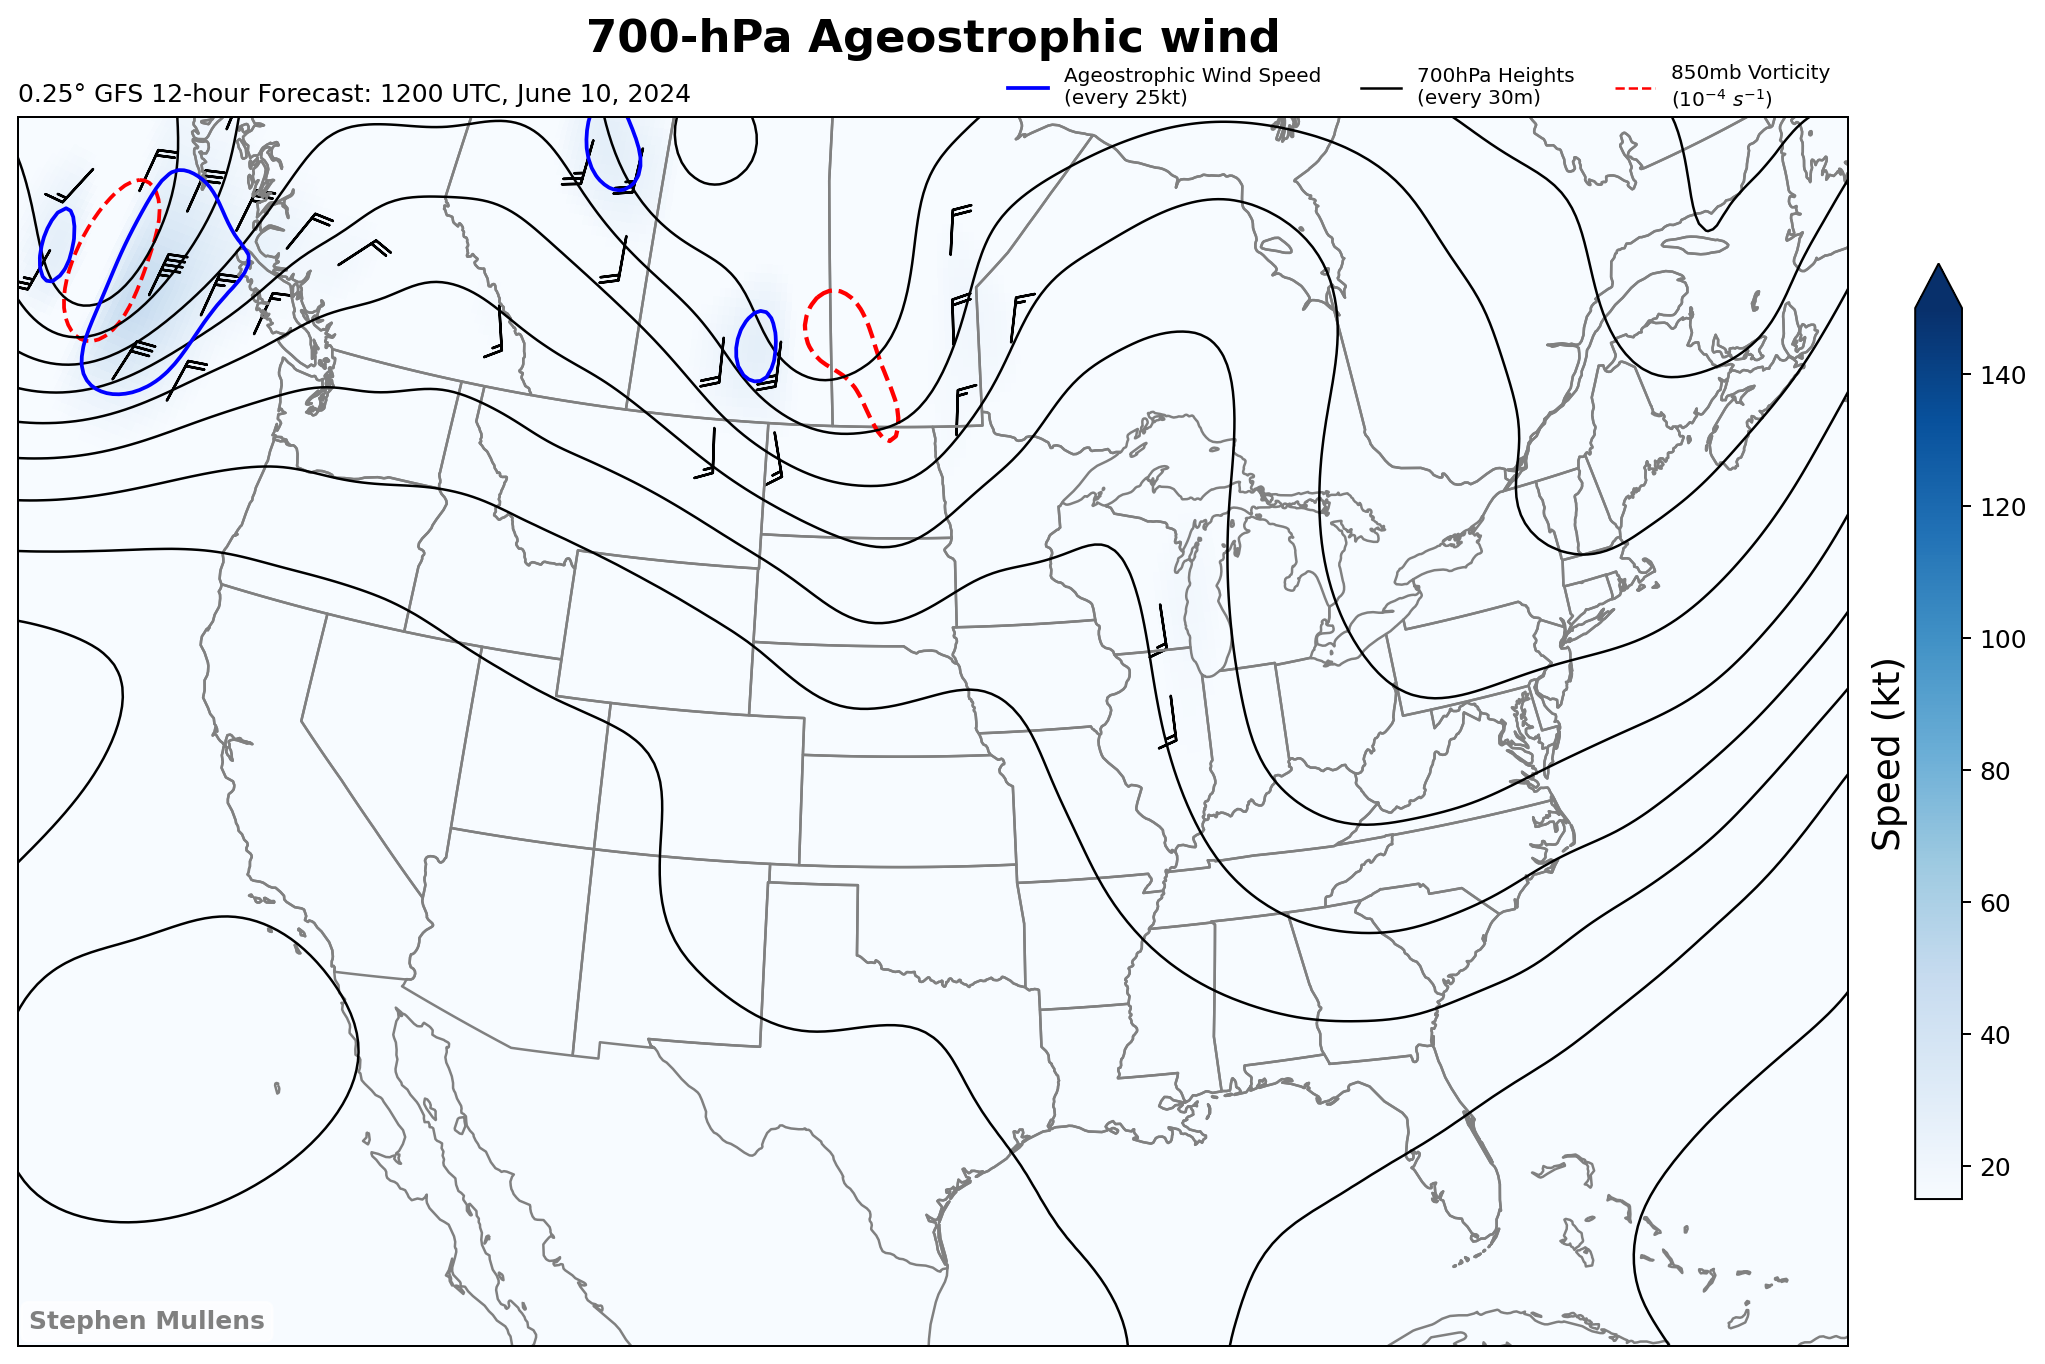 700-hPa Ageostrophic wind
0.25° GFS 12-hour Forecast: 1200 UTC, June 10, 2024
Ageostrophic Wind Speed
(every 25kt)
700hPa Heights
(every 30m)
850mb Vorticity
(10⁻⁴ s⁻¹)
140
120
100
80
60
40
20
Speed (kt)
Stephen Mullens